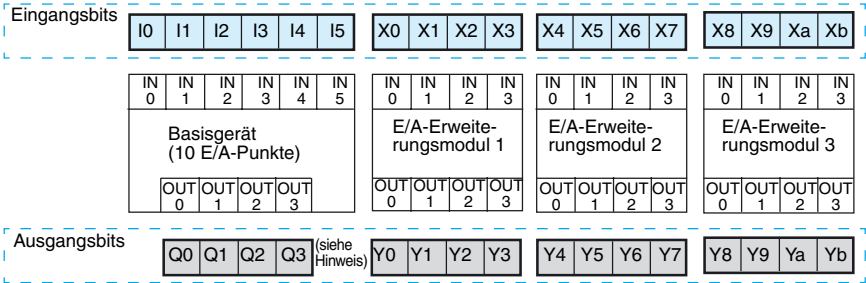 Eingangsbits
I0 I1 I2 I3 I4 I5 X0 X1 X2 X3 X4 X5 X6 X7 X8 X9 Xa Xb
IN 0 IN 1 IN 2 IN 3 IN 4 IN 5 IN 0 IN 1 IN 2 IN 3 IN 0 IN 1 IN 2 IN 3 IN 0 IN 1 IN 2 IN 3
Basisgerät
(10 E/A-Punkte)
E/A-Erweite-
rungsmodul 1
E/A-Erweite-
rungsmodul 2
E/A-Erweite-
rungsmodul 3
OUT 0 OUT 1 OUT 2 OUT 3 OUT 0 OUT 1 OUT 2 OUT 3 OUT 0 OUT 1 OUT 2 OUT 3 OUT 0 OUT 1 OUT 2 OUT 3
Ausgangsbits
Q0 Q1 Q2 Q3
(siehe
Hinweis)
Y0 Y1 Y2 Y3 Y4 Y5 Y6 Y7 Y8 Y9 Ya Yb